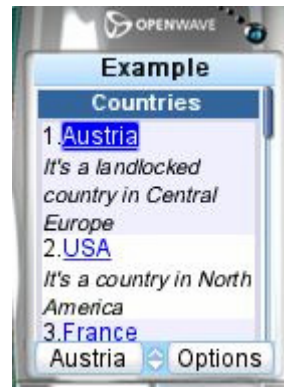 OPENWAVE
Example
Countries
1.Austria
It's a landlocked
country in Central
Europe
2.USA
It's a country in North
America
3.France
Austria Options